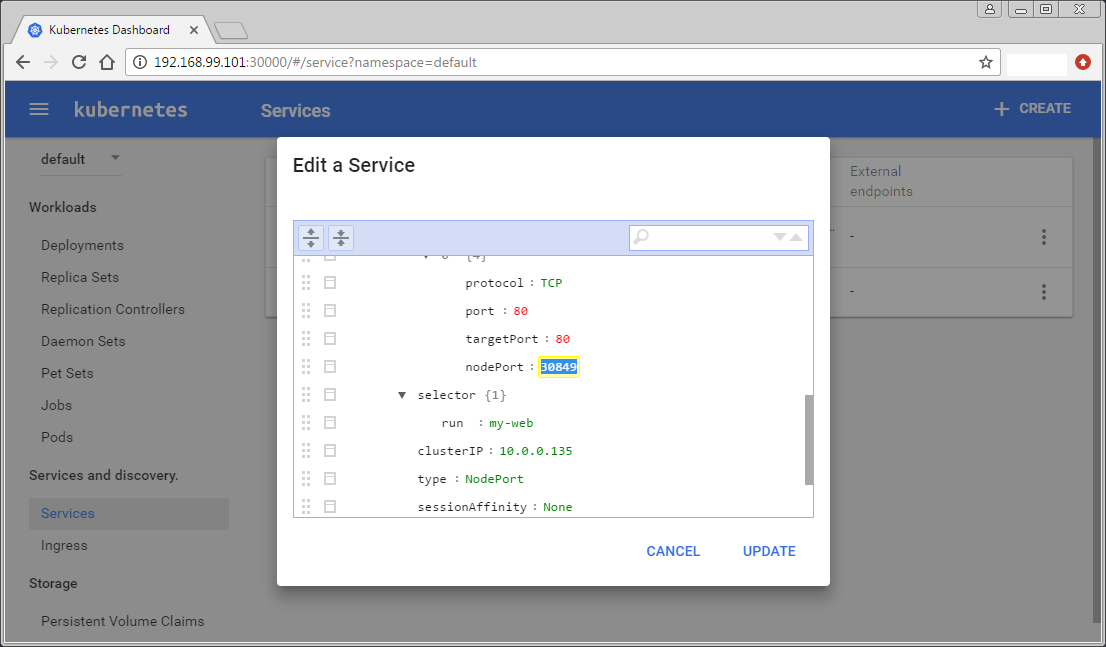 Kubernetes Dashboard
192.168.99.101:30000/#/service?namespace=default
kubernetes
Services
CREATE
default
Workloads
Deployments
Replica Sets
Replication Controllers
Daemon Sets
Pet Sets
Jobs
Pods
Services and discovery.
Services
Ingress
Storage
Persistent Volume Claims
External
endpoints
-
-
Edit a Service
protocol : TCP
port : 80
targetPort : 80
nodePort : 30849
selector {1}
run : my-web
clusterIP : 10.0.0.135
type : NodePort
sessionAffinity : None
CANCEL
UPDATE